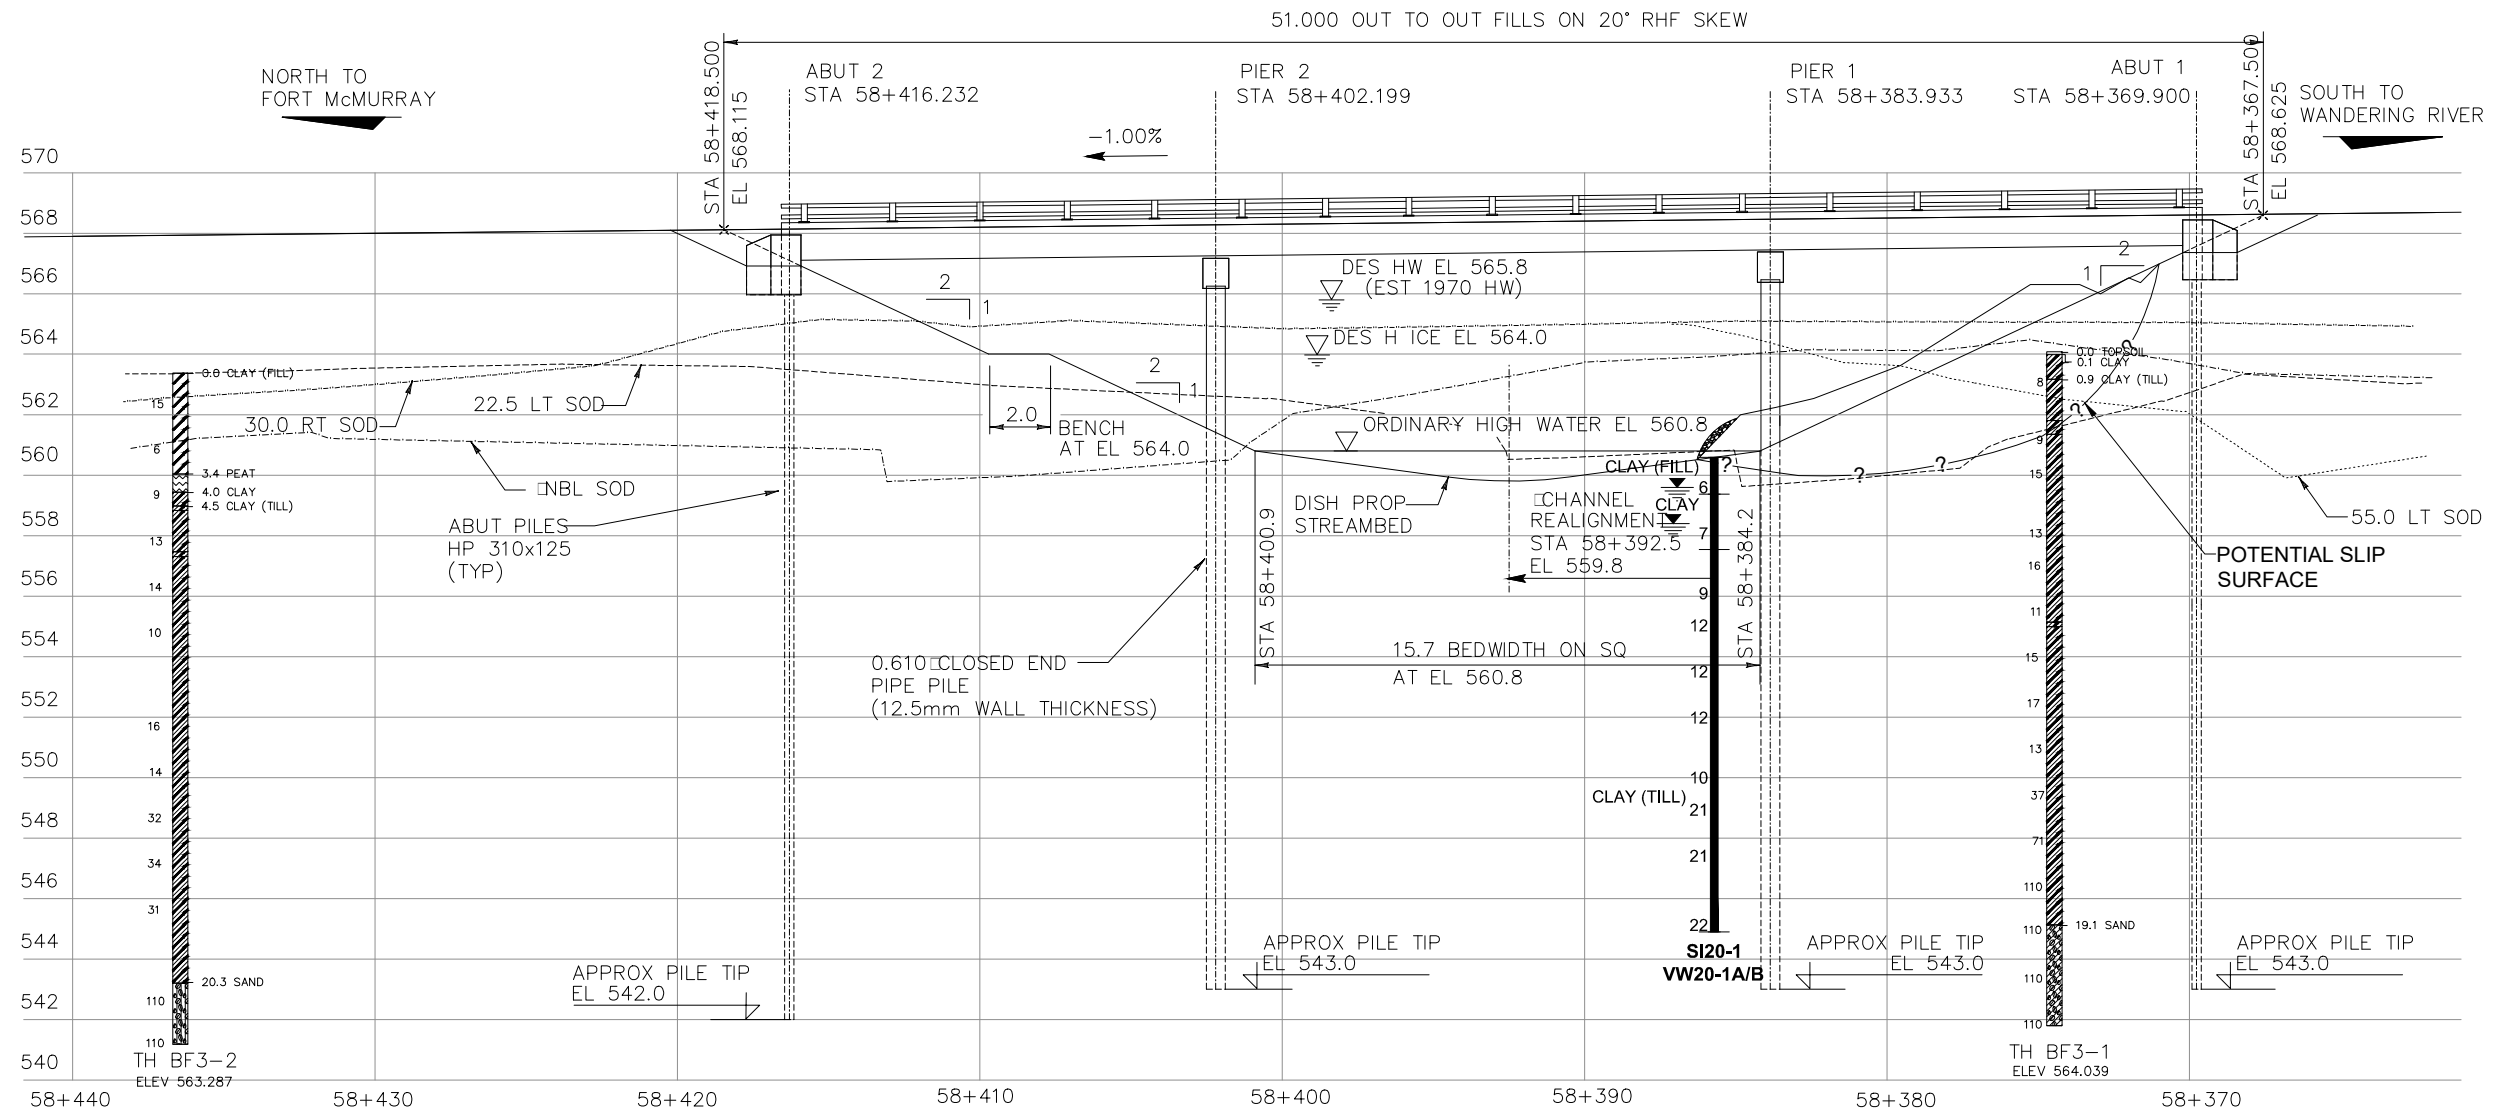 51.000 OUT TO OUT FILLS ON 20° RHF SKEW
NORTH TO
FORT McMURRAY
STA 58+418.500
EL 568.115
ABUT 2
STA 58+416.232
PIER 2
STA 58+402.199
PIER 1
STA 58+383.933
ABUT 1
STA 58+369.900
STA 58+367.500
EL 568.625
SOUTH TO
WANDERING RIVER
-1.00%
570
568
566
564
562
560
558
556
554
552
550
548
546
544
542
540
2
1
DES HW EL 565.8
(EST 1970 HW)
DES H ICE EL 564.0
2
1
2
1
2.0
BENCH
AT EL 564.0
ORDINARY HIGH WATER EL 560.8
0.0 CLAY (FILL)
15
6
3.4 PEAT
9
4.0 CLAY
4.5 CLAY (TILL)
13
14
10
16
14
32
34
31
20.3 SAND
110
110
TH BF3-2
ELEV 563.287
30.0 RT SOD
22.5 LT SOD
NBL SOD
ABUT PILES
HP 310x125
(TYP)
0.610 CLOSED END
PIPE PILE
(12.5mm WALL THICKNESS)
APPROX PILE TIP
EL 542.0
APPROX PILE TIP
EL 543.0
DISH PROP
STREAMBED
STA 58+400.9
CHANNEL
REALIGNMENT
STA 58+392.5
EL 559.8
15.7 BEDWIDTH ON SQ
AT EL 560.8
STA 58+384.2
CLAY (FILL)
?
6
CLAY
7
9
12
12
12
10
CLAY (TILL)
21
21
22
SI20-1
VW20-1A/B
APPROX PILE TIP
EL 543.0
?
?
?
?
0.0 TOPSOIL
0.1 CLAY
8
0.9 CLAY (TILL)
9
15
13
16
11
15
17
13
37
71
110
19.1 SAND
110
110
110
TH BF3-1
ELEV 564.039
55.0 LT SOD
POTENTIAL SLIP
SURFACE
APPROX PILE TIP
EL 543.0
58+440
58+430
58+420
58+410
58+400
58+390
58+380
58+370